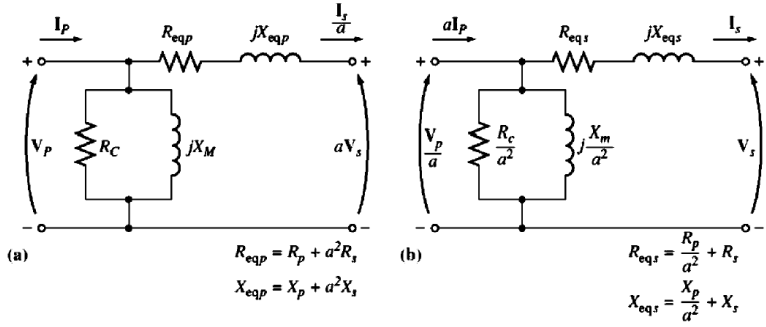 I_P R_eqp jX_eqp I_s/a
+ +
V_P R_C jX_M aV_s
− −
(a)
R_eqp = R_p + a²R_s
X_eqp = X_p + a²X_s
aI_P R_eqs jX_eqs I_s
+ +
V_p/a R_c/a² j X_m/a² V_s
− −
(b)
R_eqs = R_p/a² + R_s
X_eqs = X_p/a² + X_s